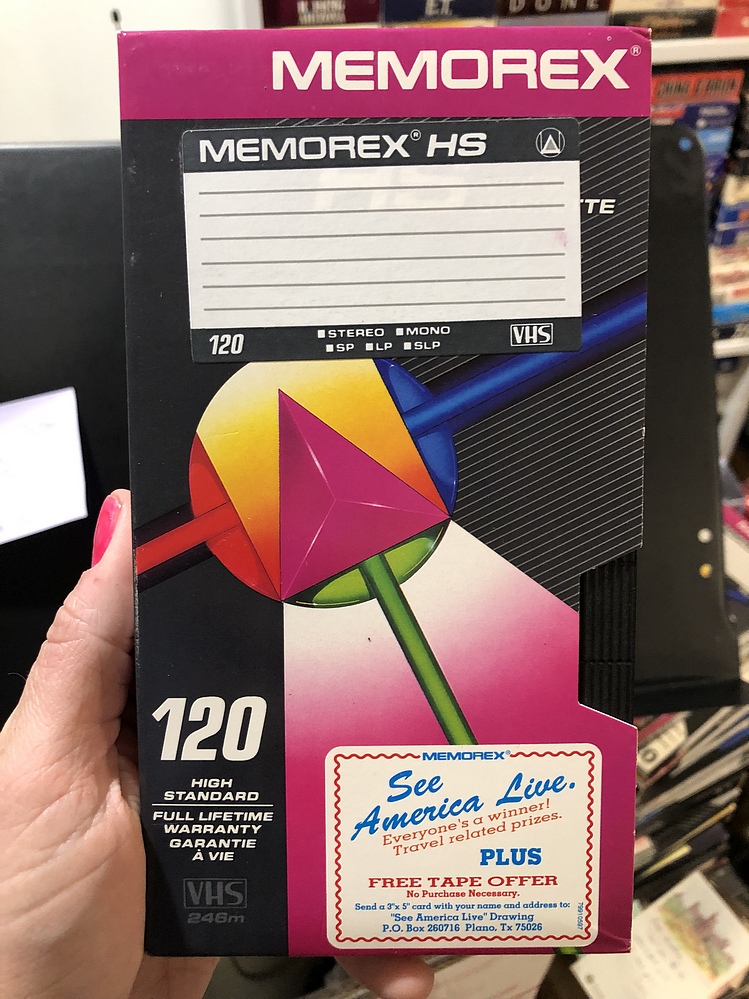 MEMOREX®
MEMOREX® HS
TTE
120
STEREO MONO
SP LP SLP
VHS
120
HIGH
STANDARD
FULL LIFETIME
WARRANTY
GARANTIE
À VIE
VHS
246m
MEMOREX®
See
America Live.
Everyone's a winner!
Travel related prizes.
PLUS
FREE TAPE OFFER
No Purchase Necessary.
Send a 3"x 5" card with your name and address to:
"See America Live" Drawing
P.O. Box 260716 Plano, Tx 75026
DONE